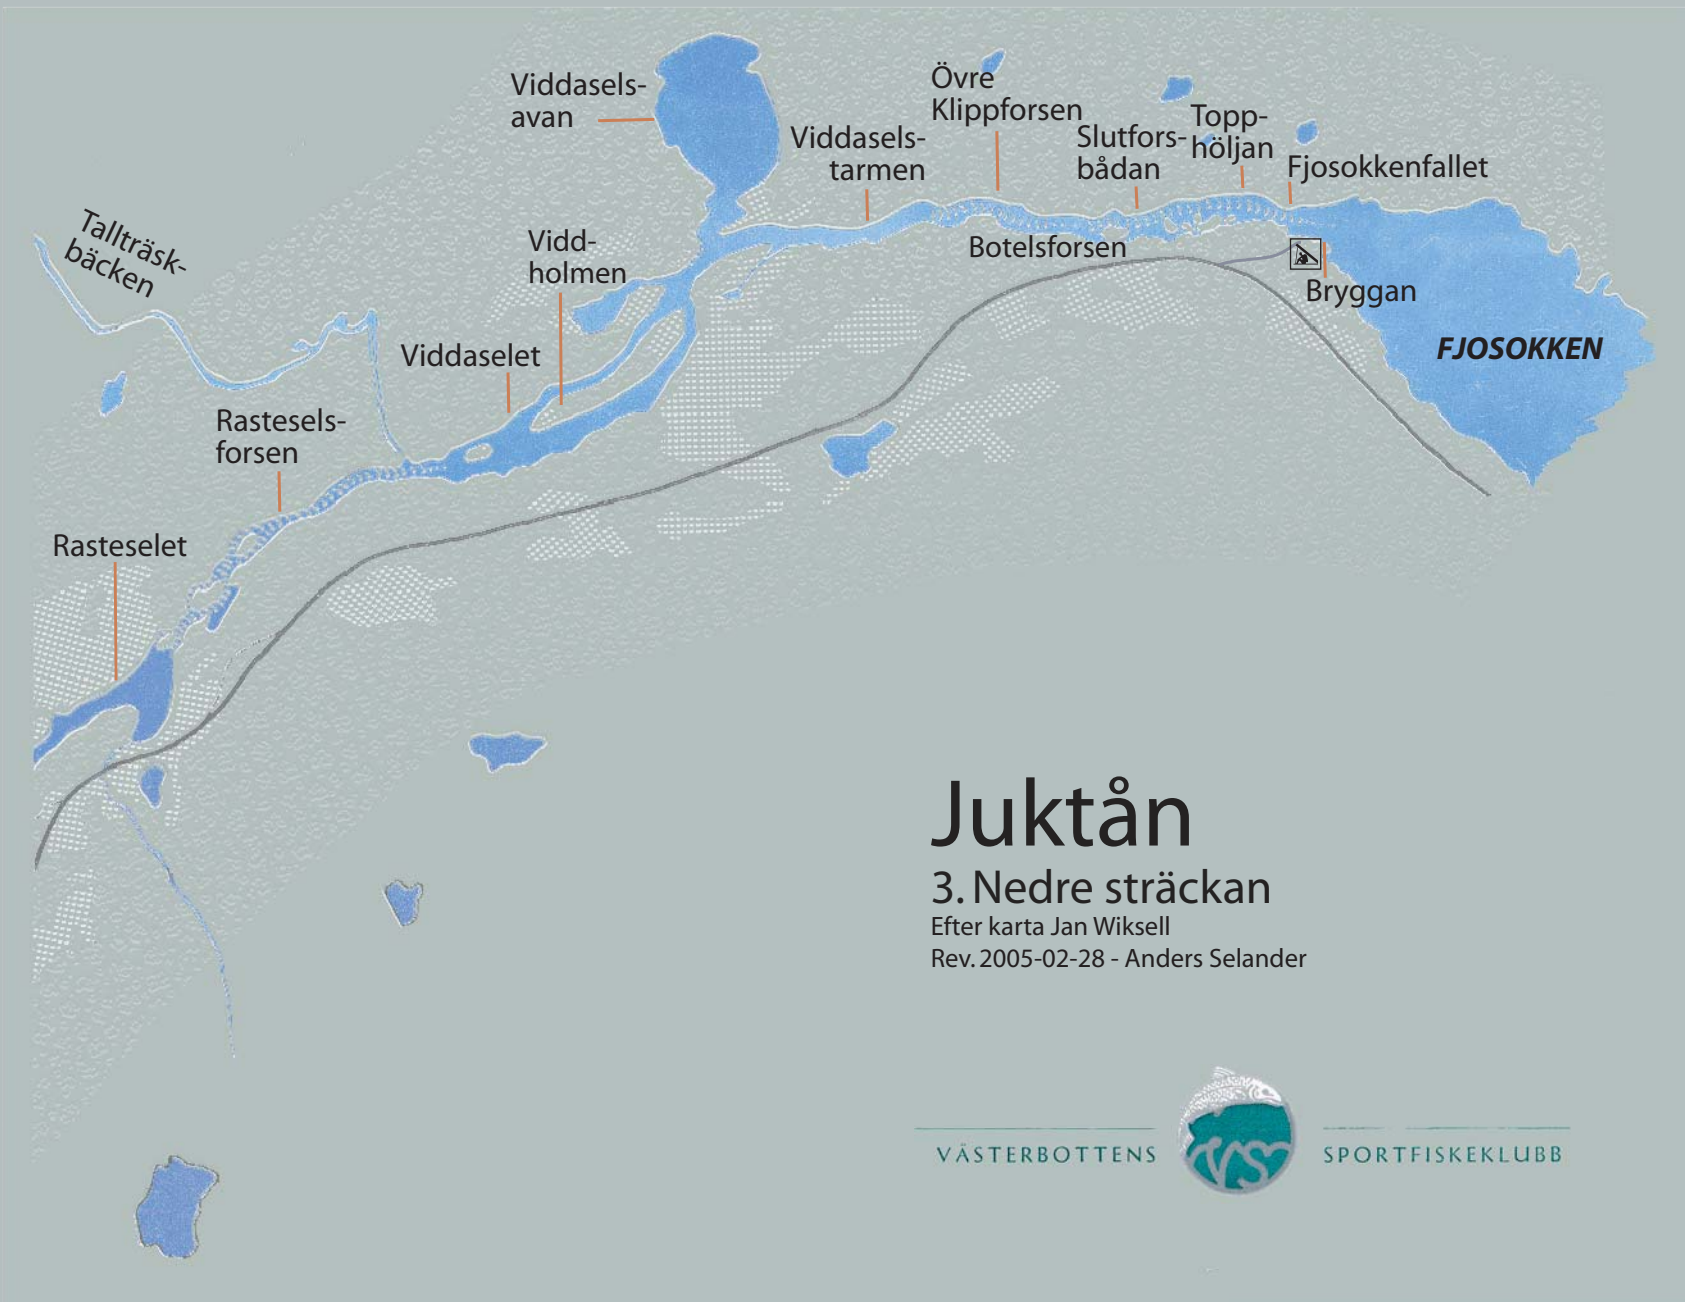 Viddasels-
avan
Övre
Klippforsen
Viddasels-
tarmen
Slutfors-
bådan
Topp-
höljan
Fjosokkenfallet
Tallträsk-
bäcken
Vidd-
holmen
Botelsforsen
Bryggan
FJOSOKKEN
Viddaselet
Rastesels-
forsen
Rasteselet
Juktån
3. Nedre sträckan
Efter karta Jan Wiksell
Rev. 2005-02-28 - Anders Selander
VÄSTERBOTTENS
VS
SPORTFISKEKLUBB